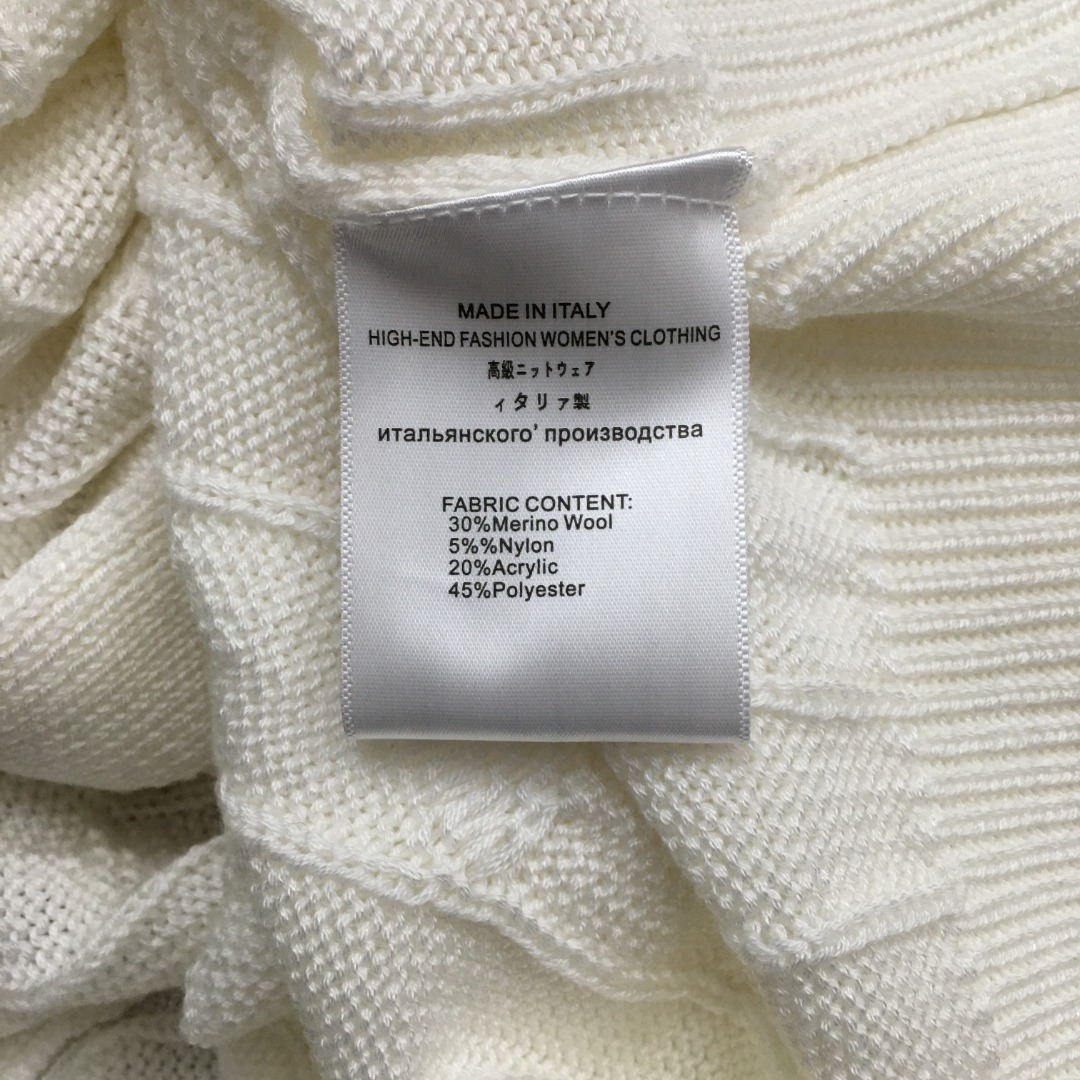 MADE IN ITALY
HIGH-END FASHION WOMEN'S CLOTHING
高級ニットウェア
ィタリァ製
итальянского’ производства
FABRIC CONTENT:
30%Merino Wool
5%%Nylon
20%Acrylic
45%Polyester